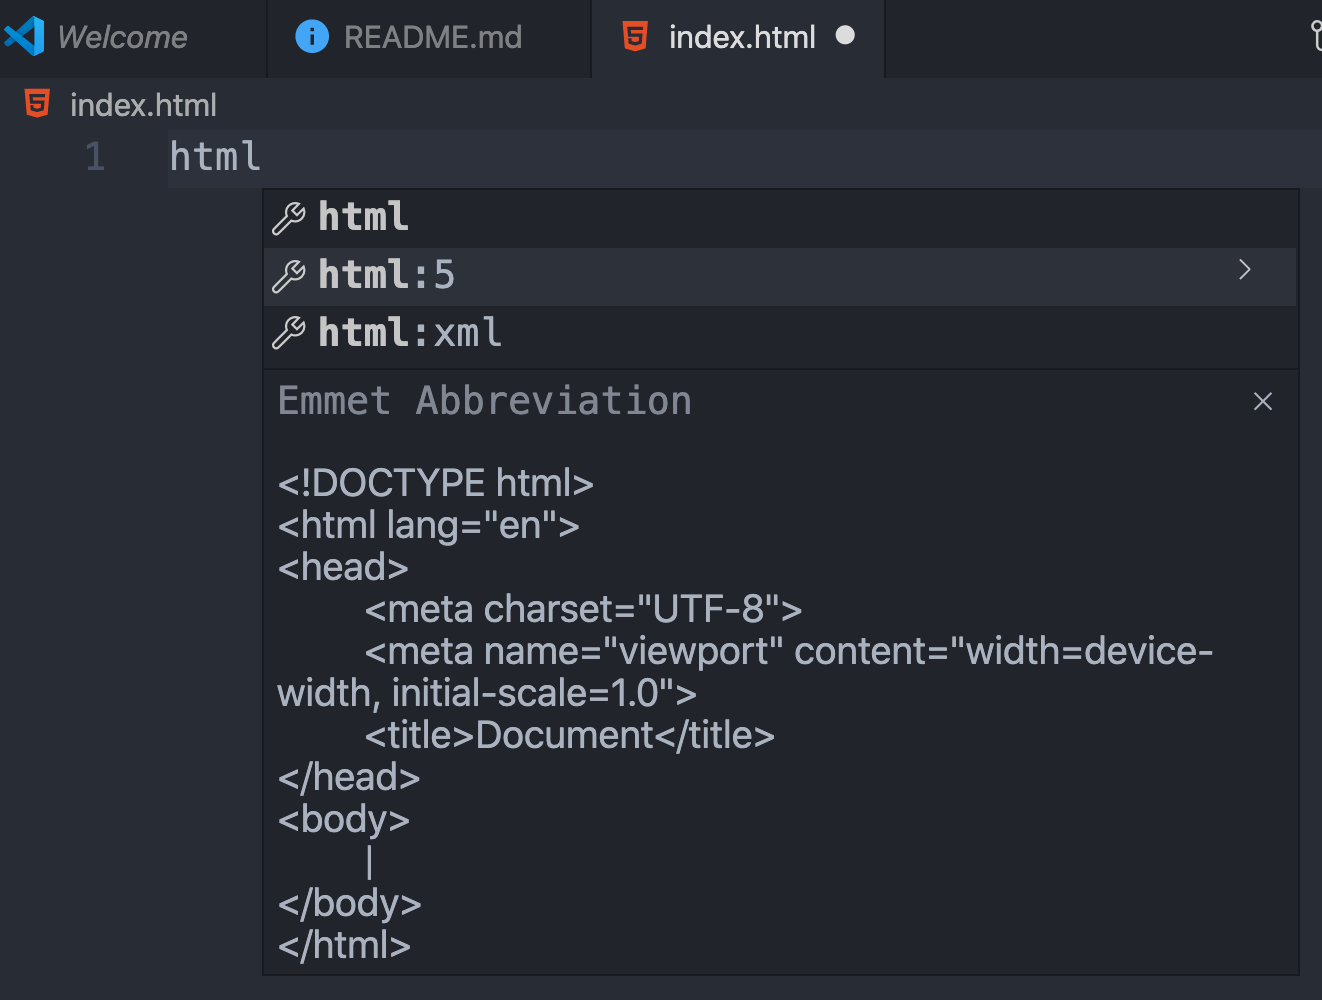 Welcome
README.md
index.html
index.html
1 html
html
html:5
html:xml
Emmet Abbreviation
<!DOCTYPE html>
<html lang="en">
<head>
	<meta charset="UTF-8">
	<meta name="viewport" content="width=device-
width, initial-scale=1.0">
	<title>Document</title>
</head>
<body>
	|
</body>
</html>